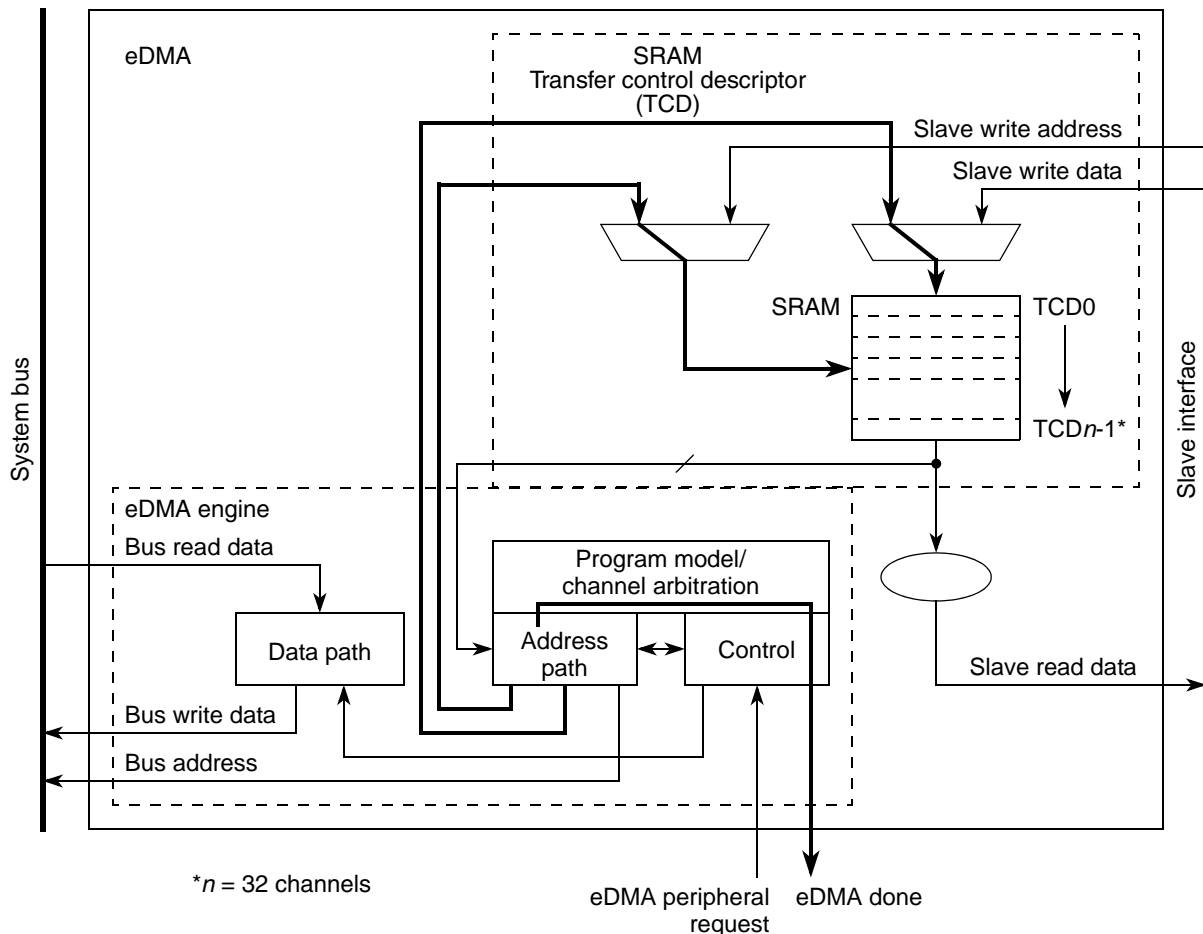 eDMA
SRAM
Transfer control descriptor
(TCD)
Slave write address
Slave write data
SRAM
TCD0
TCDn-1*
System bus
Slave interface
eDMA engine
Bus read data
Program model/
channel arbitration
Data path
Address
path
Control
Slave read data
Bus write data
Bus address
*n = 32 channels
eDMA peripheral
request
eDMA done